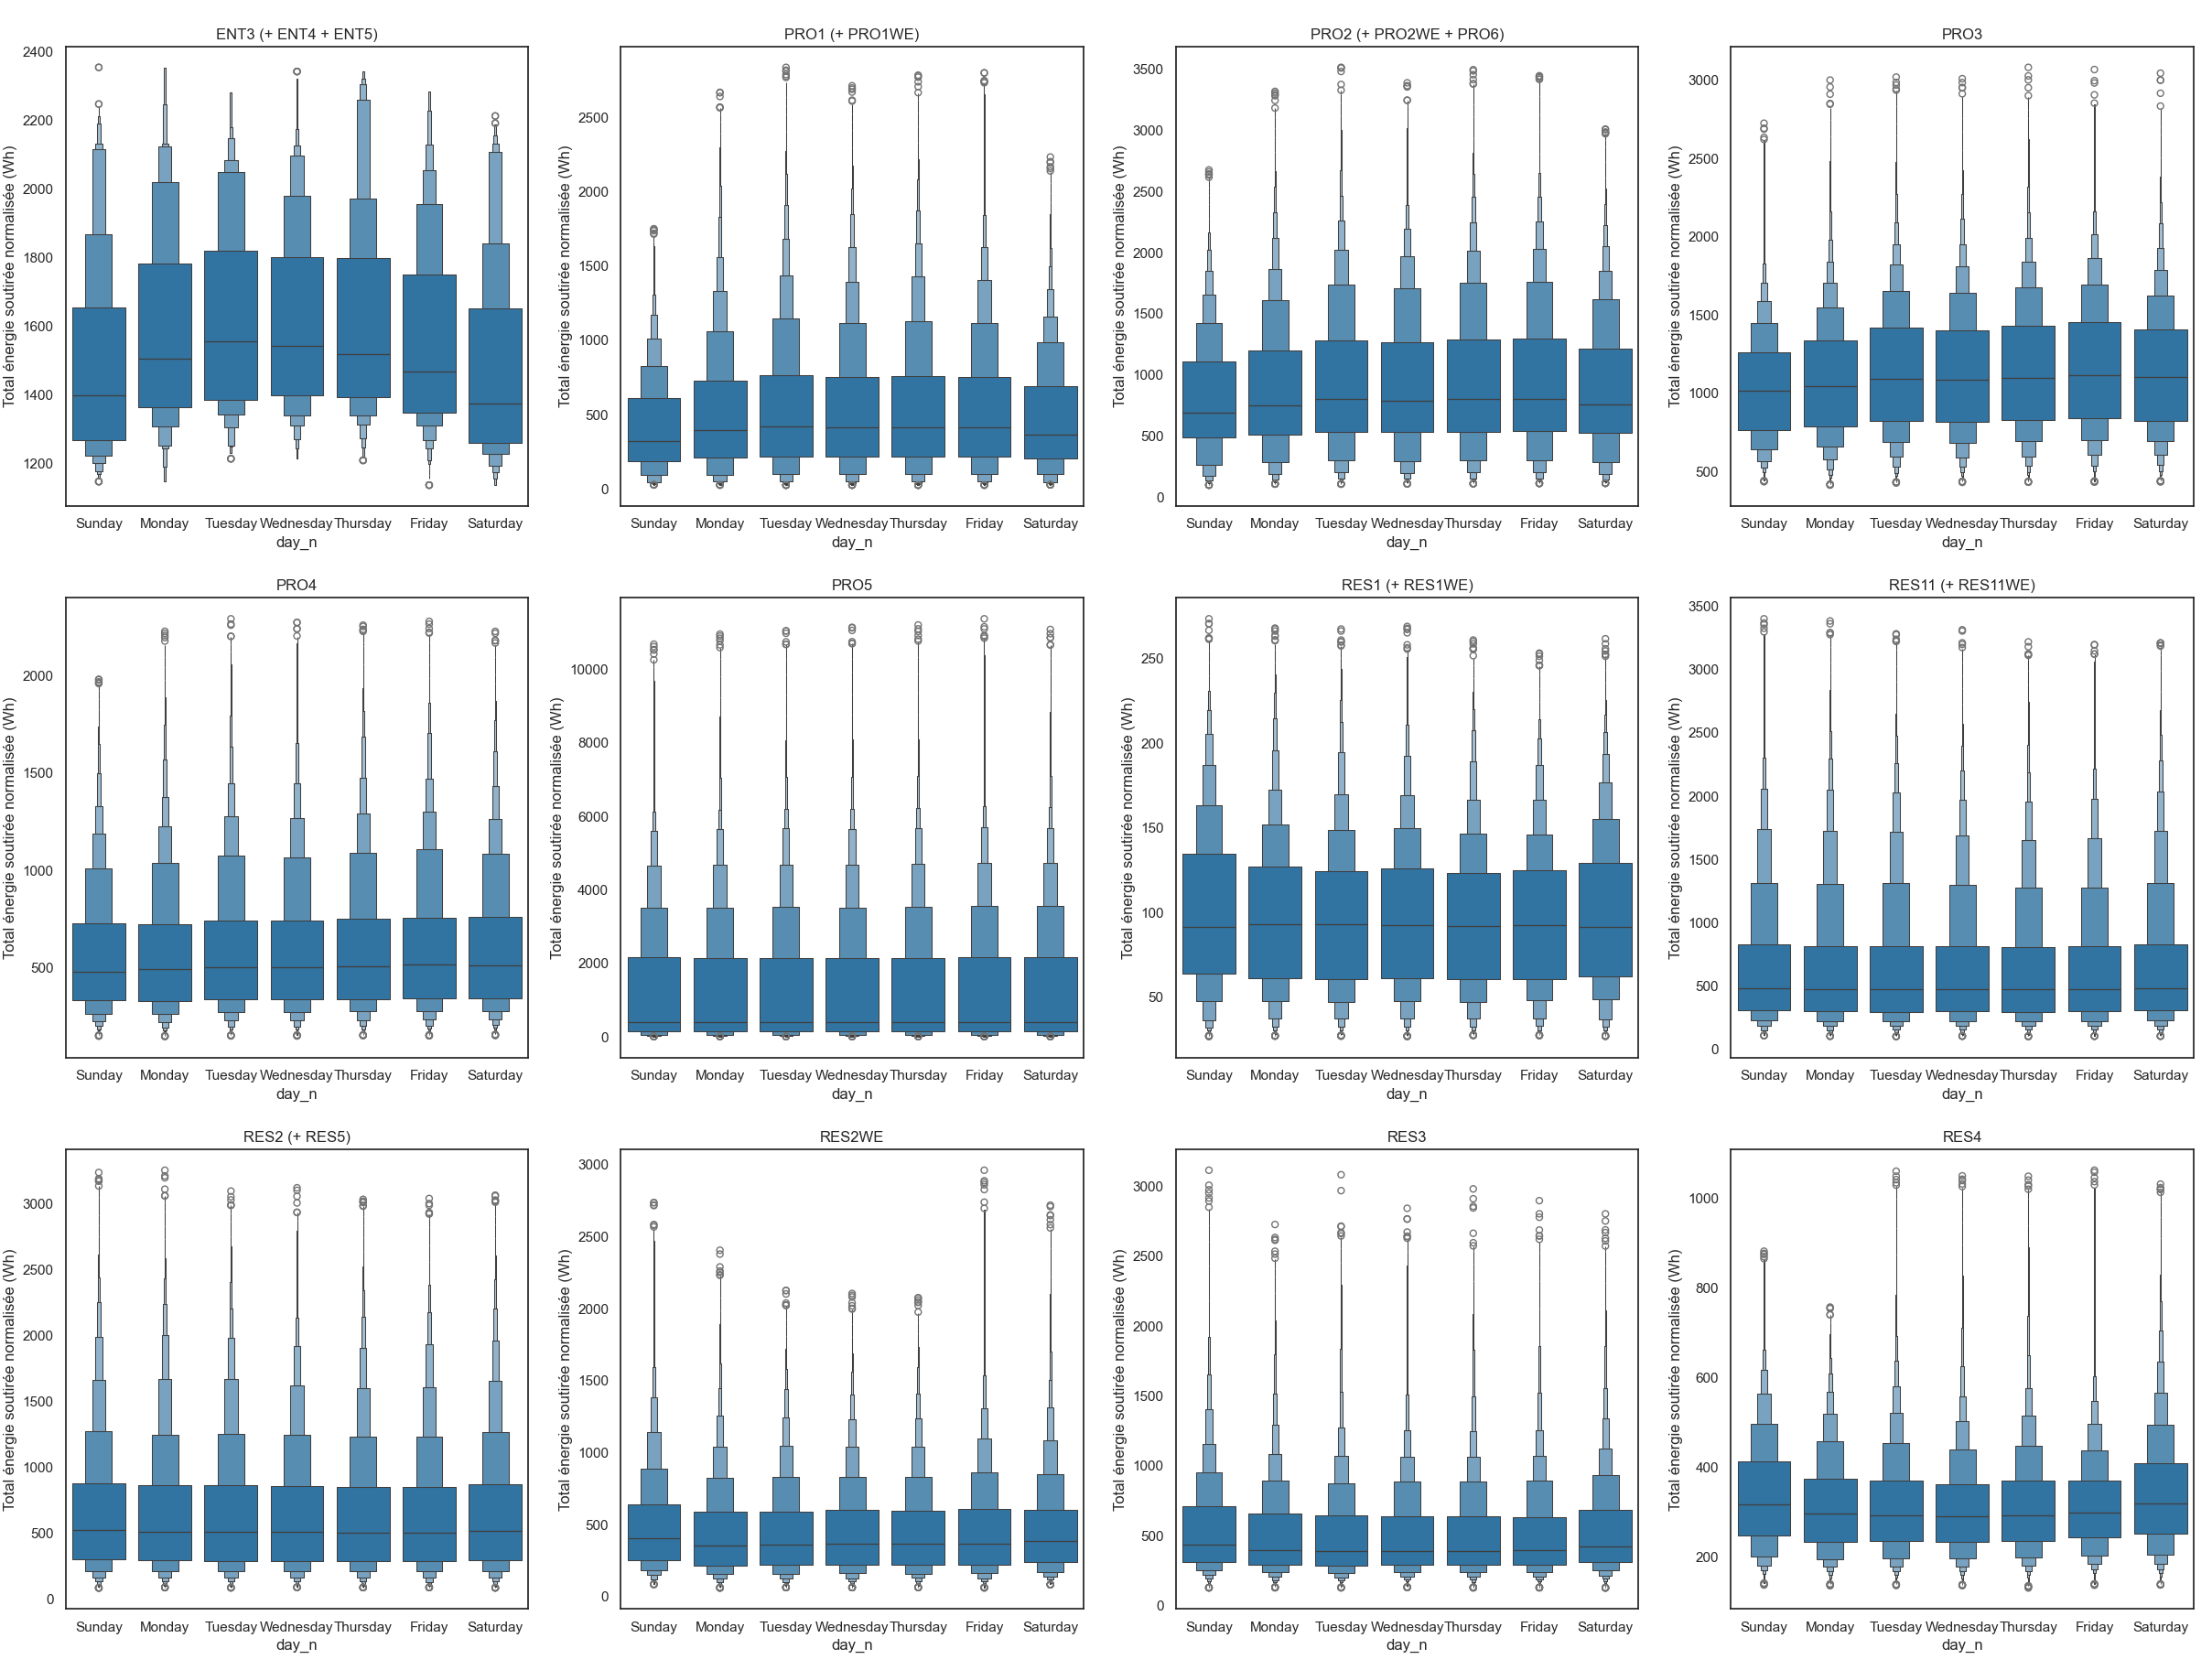 ENT3 (+ ENT4 + ENT5)
Total énergie soutirée normalisée (Wh)
2400
2200
2000
1800
1600
1400
1200
Sunday Monday Tuesday Wednesday Thursday Friday Saturday
day_n
PRO1 (+ PRO1WE)
Total énergie soutirée normalisée (Wh)
2500
2000
1500
1000
500
0
Sunday Monday Tuesday Wednesday Thursday Friday Saturday
day_n
PRO2 (+ PRO2WE + PRO6)
Total énergie soutirée normalisée (Wh)
3500
3000
2500
2000
1500
1000
500
0
Sunday Monday Tuesday Wednesday Thursday Friday Saturday
day_n
PRO3
Total énergie soutirée normalisée (Wh)
3000
2500
2000
1500
1000
500
Sunday Monday Tuesday Wednesday Thursday Friday Saturday
day_n
PRO4
Total énergie soutirée normalisée (Wh)
2000
1500
1000
500
Sunday Monday Tuesday Wednesday Thursday Friday Saturday
day_n
PRO5
Total énergie soutirée normalisée (Wh)
10000
8000
6000
4000
2000
0
Sunday Monday Tuesday Wednesday Thursday Friday Saturday
day_n
RES1 (+ RES1WE)
Total énergie soutirée normalisée (Wh)
250
200
150
100
50
Sunday Monday Tuesday Wednesday Thursday Friday Saturday
day_n
RES11 (+ RES11WE)
Total énergie soutirée normalisée (Wh)
3500
3000
2500
2000
1500
1000
500
0
Sunday Monday Tuesday Wednesday Thursday Friday Saturday
day_n
RES2 (+ RES5)
Total énergie soutirée normalisée (Wh)
3000
2500
2000
1500
1000
500
0
Sunday Monday Tuesday Wednesday Thursday Friday Saturday
day_n
RES2WE
Total énergie soutirée normalisée (Wh)
3000
2500
2000
1500
1000
500
0
Sunday Monday Tuesday Wednesday Thursday Friday Saturday
day_n
RES3
Total énergie soutirée normalisée (Wh)
3000
2500
2000
1500
1000
500
0
Sunday Monday Tuesday Wednesday Thursday Friday Saturday
day_n
RES4
Total énergie soutirée normalisée (Wh)
1000
800
600
400
200
Sunday Monday Tuesday Wednesday Thursday Friday Saturday
day_n